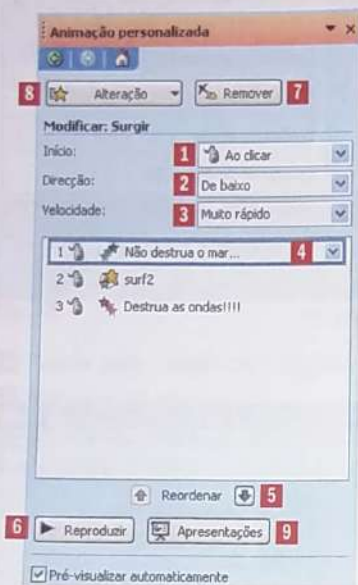 Animação personalizada
8 Alteração Remover 7
Modificar: Surgir
Início: 1 Ao clicar
Direcção: 2 De baixo
Velocidade: 3 Muito rápido
1 Não destrua o mar... 4
2 surf2
3 Destrua as ondas!!!!
Reordenar 5
6 Reproduzir Apresentações 9
Pré-visualizar automaticamente